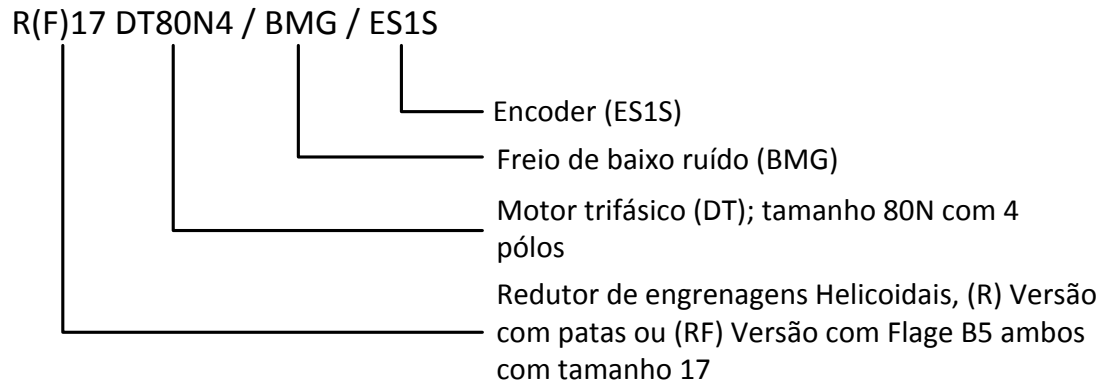 R(F)17 DT80N4 / BMG / ES1S
Encoder (ES1S)
Freio de baixo ruído (BMG)
Motor trifásico (DT); tamanho 80N com 4
pólos
Redutor de engrenagens Helicoidais, (R) Versão
com patas ou (RF) Versão com Flage B5 ambos
com tamanho 17